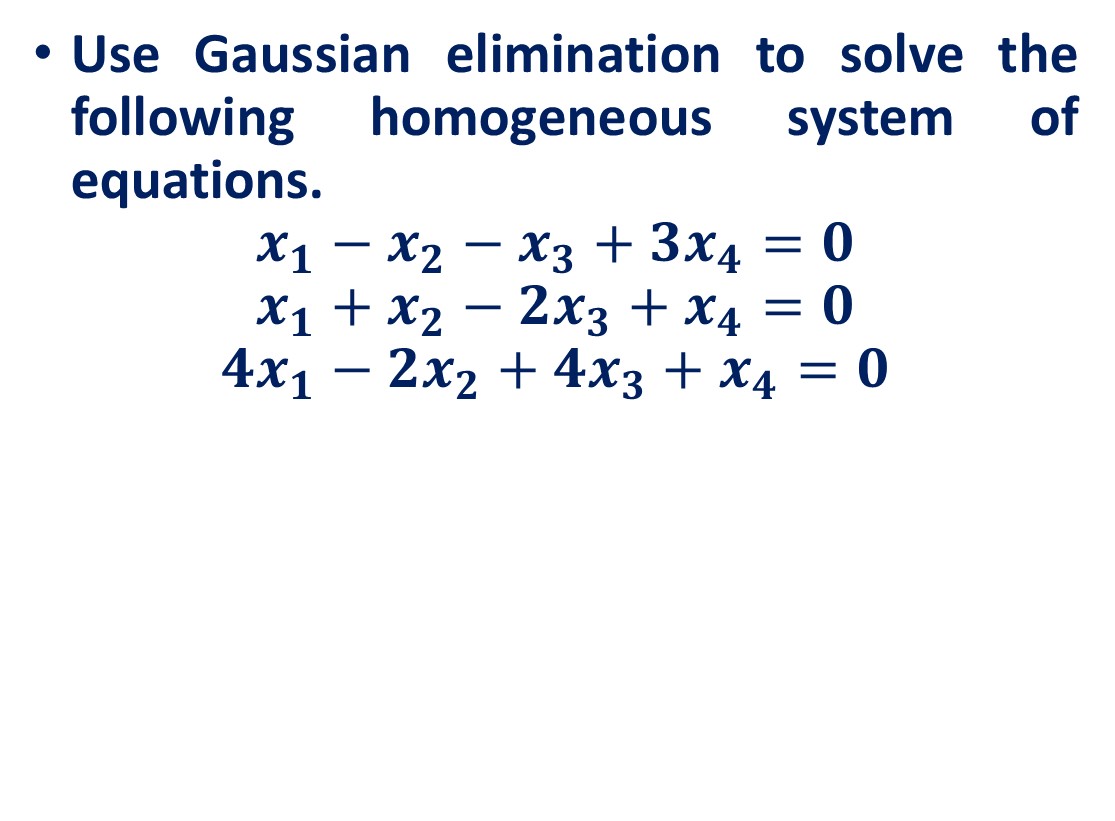 • Use Gaussian elimination to solve the
following homogeneous system of
equations.
x₁ − x₂ − x₃ + 3x₄ = 0
x₁ + x₂ − 2x₃ + x₄ = 0
4x₁ − 2x₂ + 4x₃ + x₄ = 0